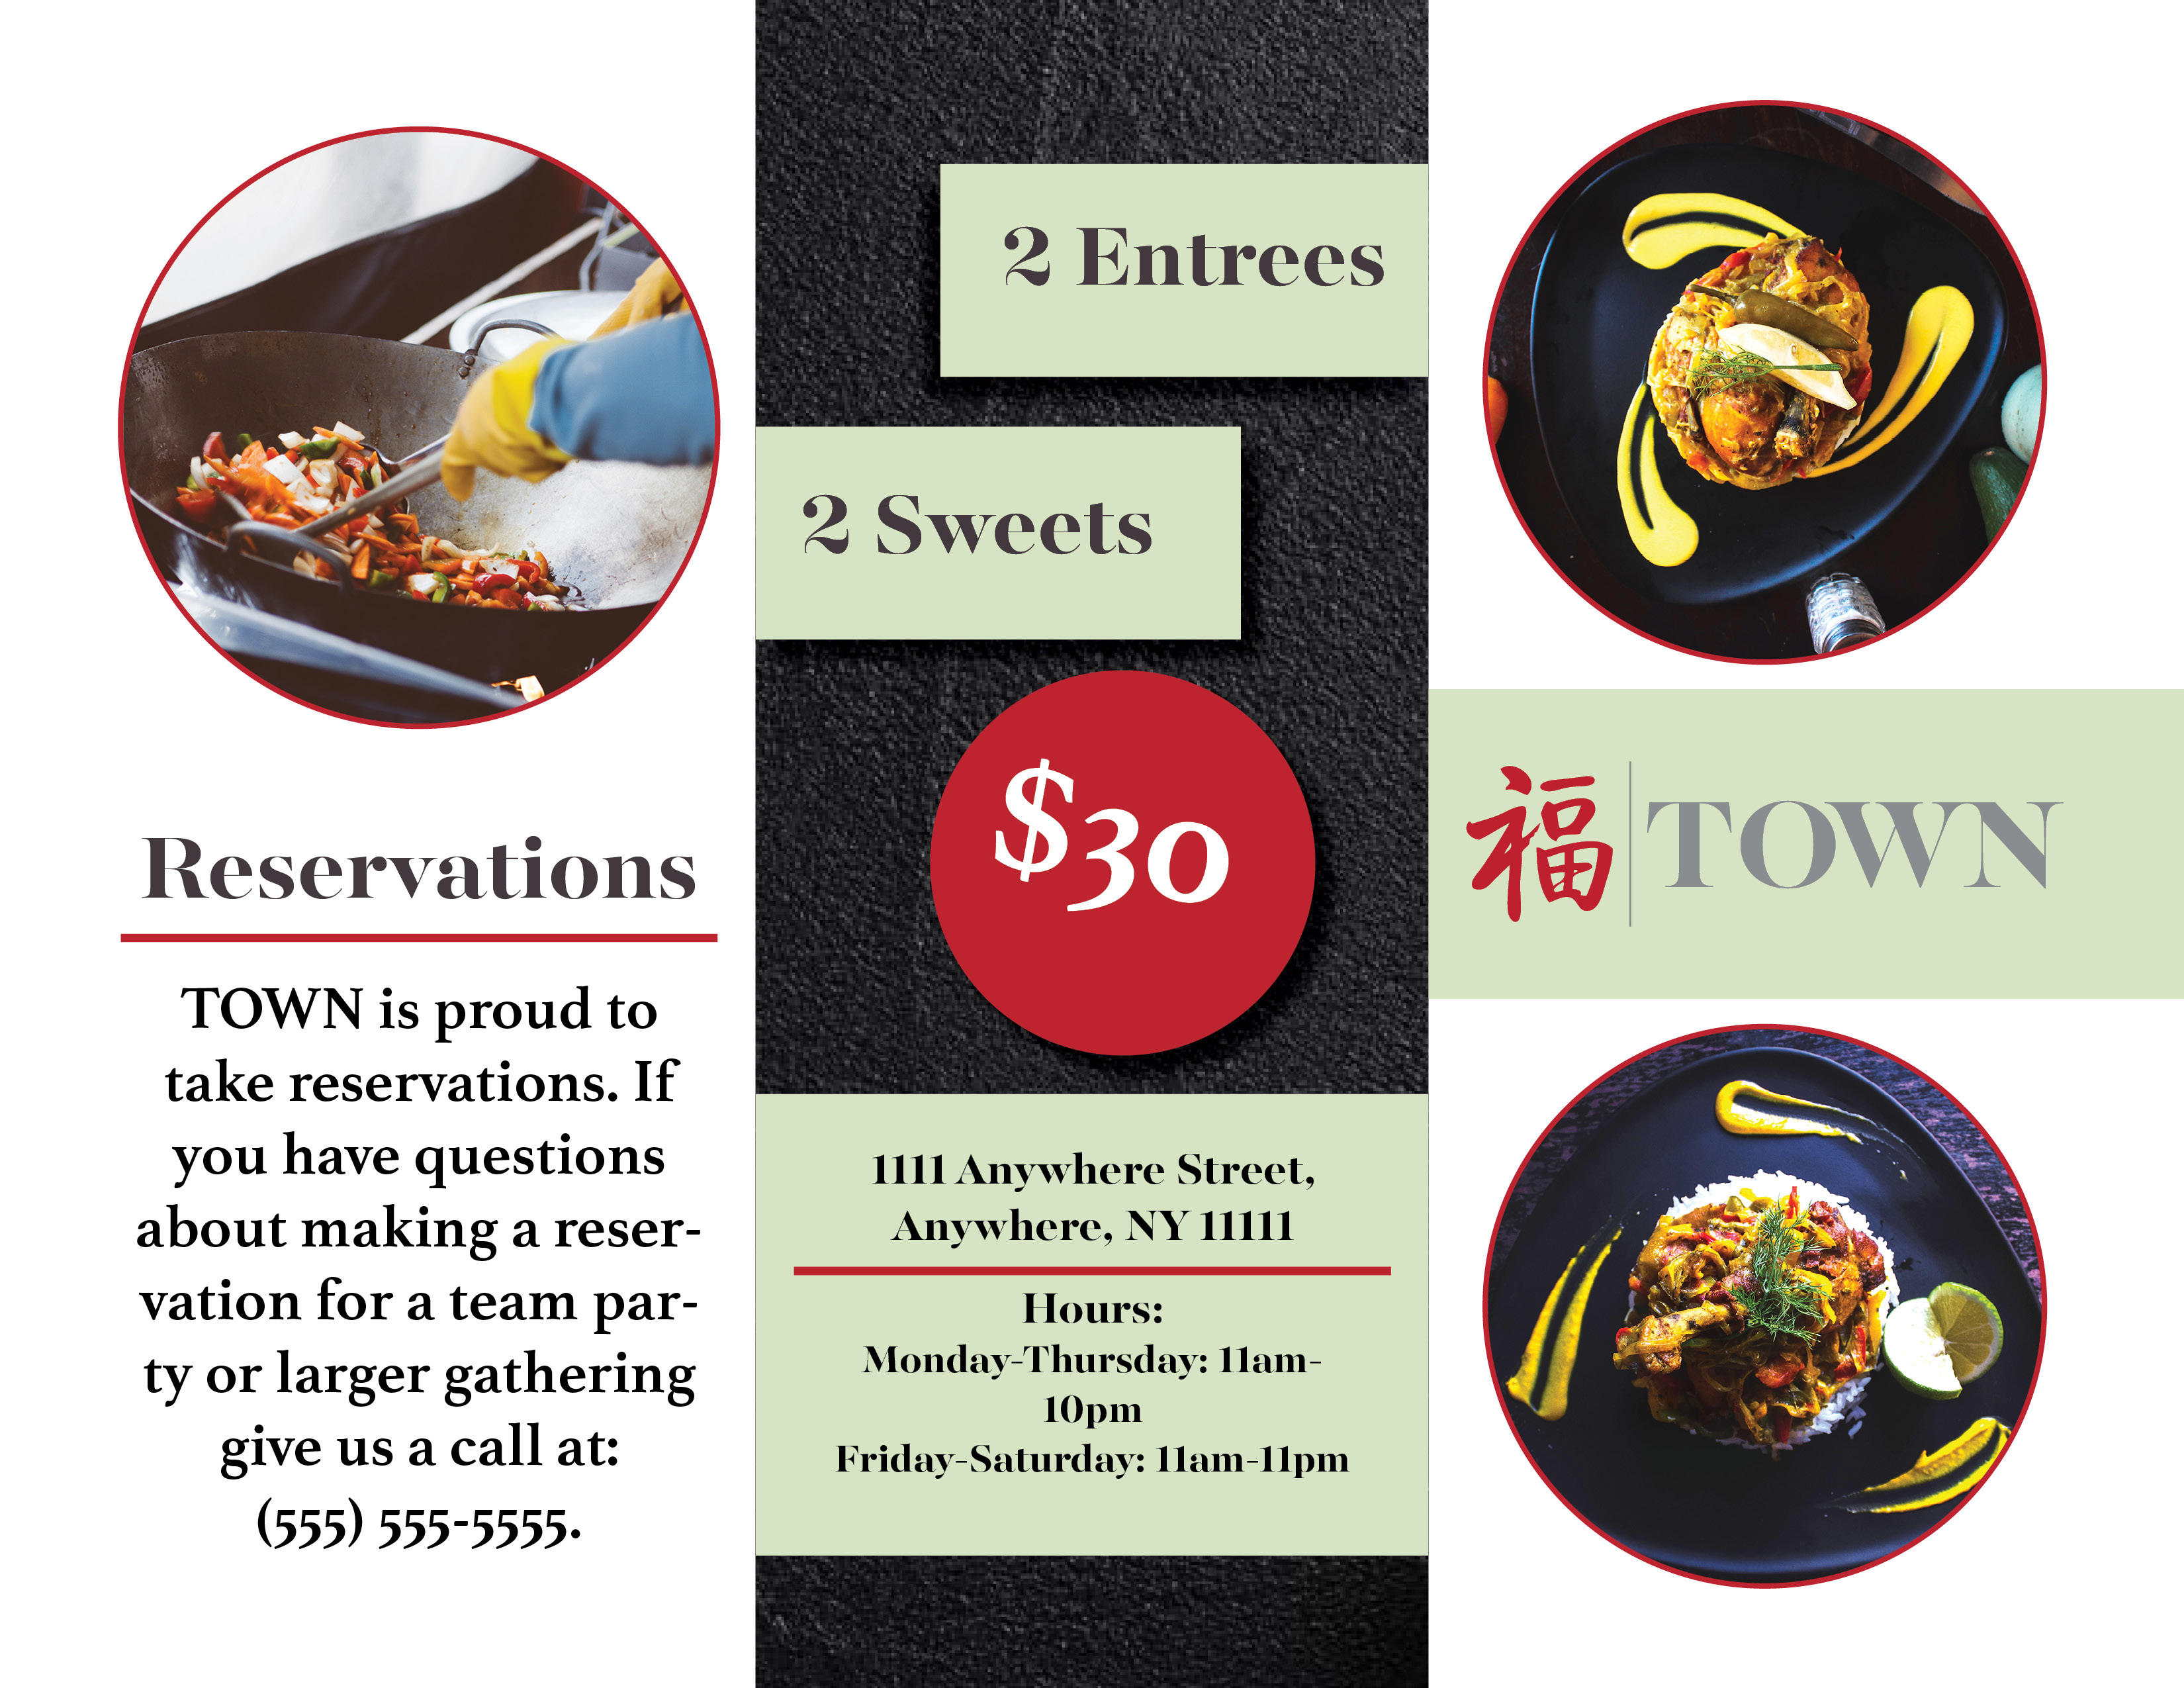 Reservations
TOWN is proud to
take reservations. If
you have questions
about making a reser-
vation for a team par-
ty or larger gathering
give us a call at:
(555) 555-5555.
2 Entrees
2 Sweets
$30
1111 Anywhere Street,
Anywhere, NY 11111
Hours:
Monday-Thursday: 11am-
10pm
Friday-Saturday: 11am-11pm
福 TOWN